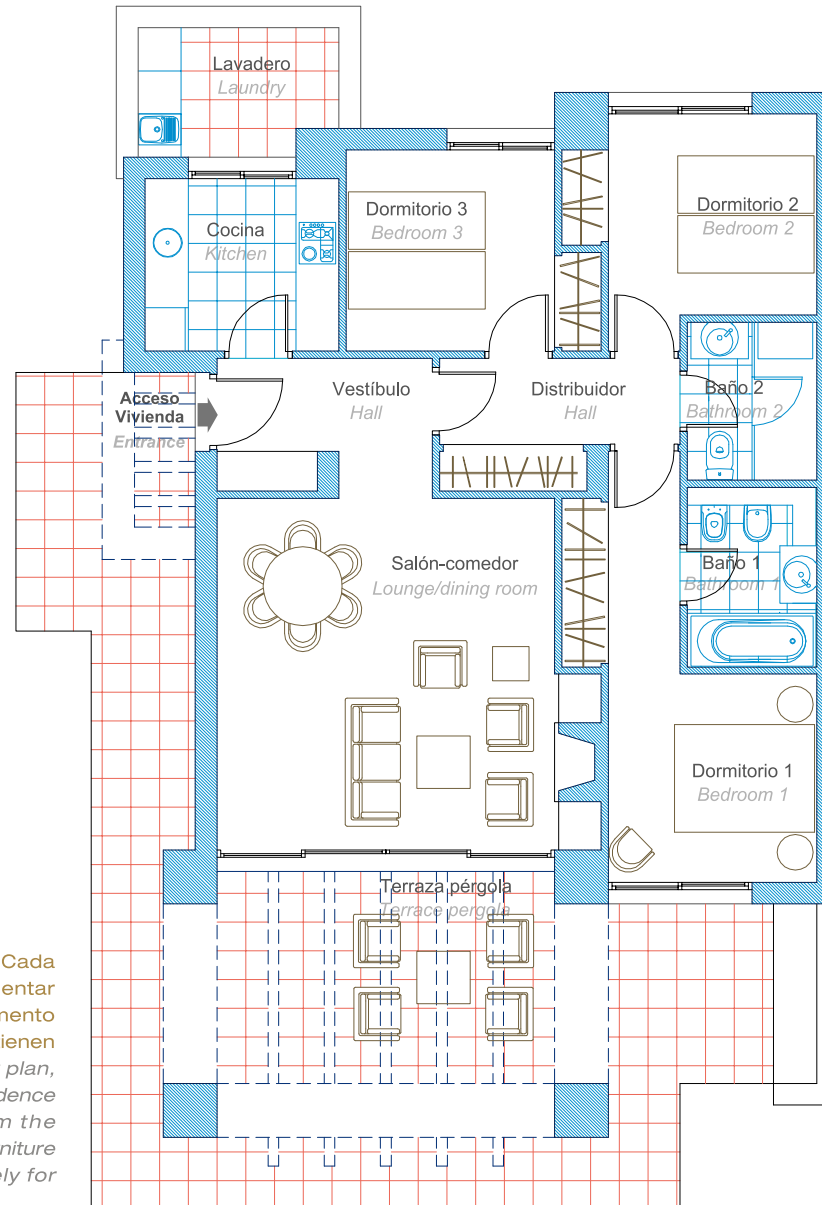 Lavadero
Laundry
Cocina
Kitchen
Dormitorio 3
Bedroom 3
Dormitorio 2
Bedroom 2
Acceso
Vivienda
Entrance
Vestíbulo
Hall
Distribuidor
Hall
Baño 2
Bathroom 2
Salón-comedor
Lounge/dining room
Baño 1
Bathroom 1
Dormitorio 1
Bedroom 1
Terraza pérgola
Terrace pergola
Cada
entar
mento
ienen
plan,
dence
m the
niture
ely for